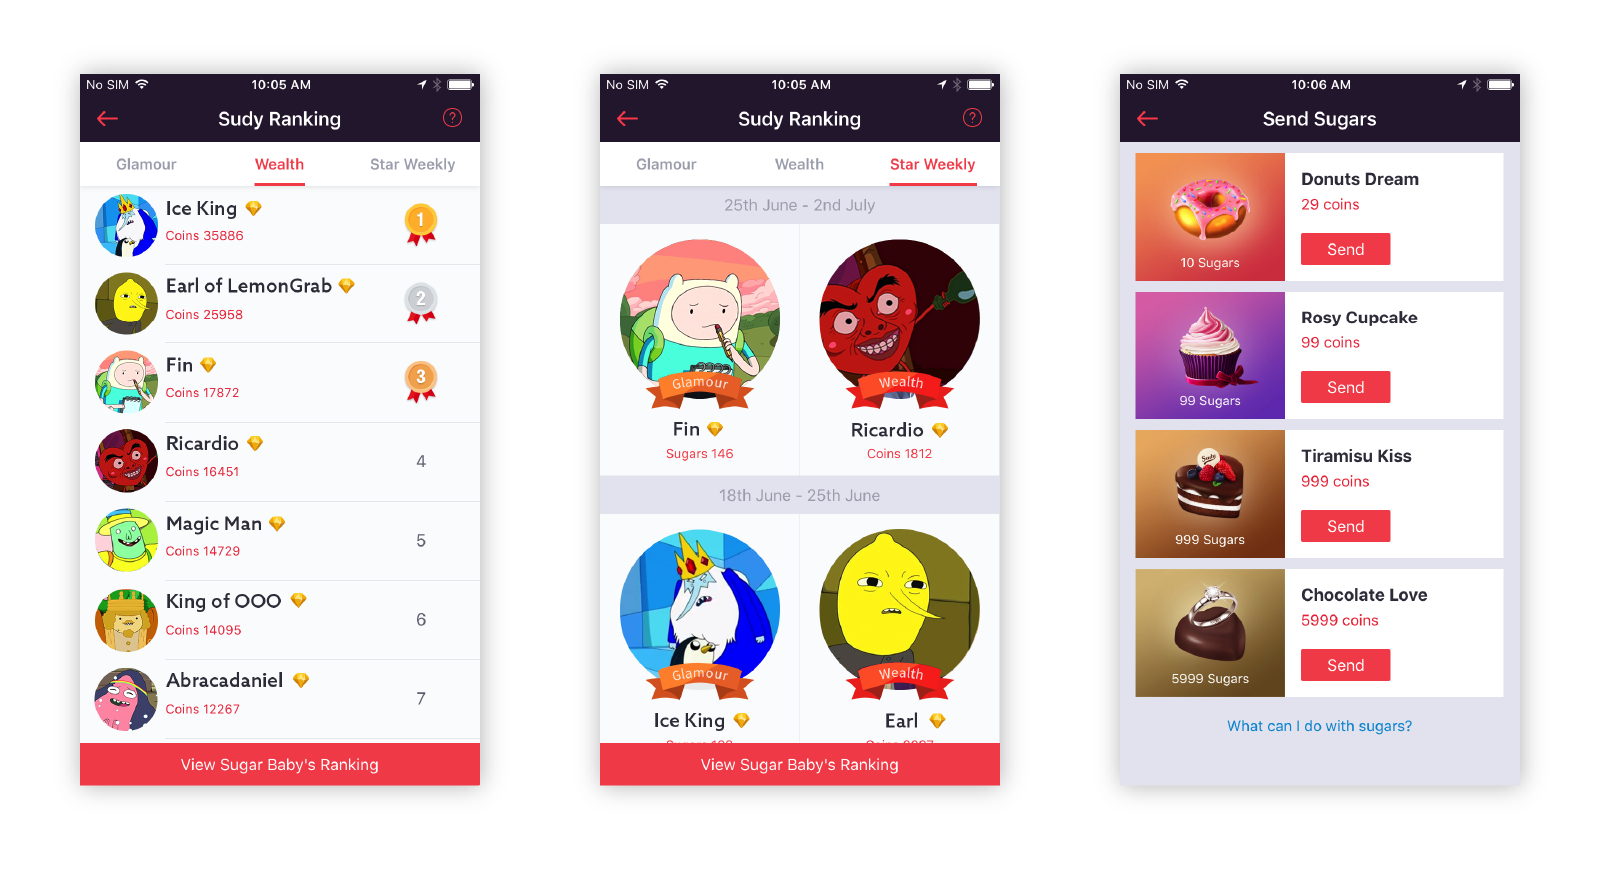 No SIM
10:05 AM
Sudy Ranking
?
Glamour
Wealth
Star Weekly
Ice King
Coins 35886
1
Earl of LemonGrab
Coins 25958
2
Fin
Coins 17872
3
Ricardio
Coins 16451
4
Magic Man
Coins 14729
5
King of OOO
Coins 14095
6
Abracadaniel
Coins 12267
7
View Sugar Baby's Ranking
No SIM
10:05 AM
Sudy Ranking
?
Glamour
Wealth
Star Weekly
25th June - 2nd July
Glamour
Fin
Sugars 146
Wealth
Ricardio
Coins 1812
18th June - 25th June
Glamour
Ice King
Wealth
Earl
View Sugar Baby's Ranking
No SIM
10:06 AM
Send Sugars
10 Sugars
Donuts Dream
29 coins
Send
99 Sugars
Rosy Cupcake
99 coins
Send
Sudy
999 Sugars
Tiramisu Kiss
999 coins
Send
5999 Sugars
Chocolate Love
5999 coins
Send
What can I do with sugars?